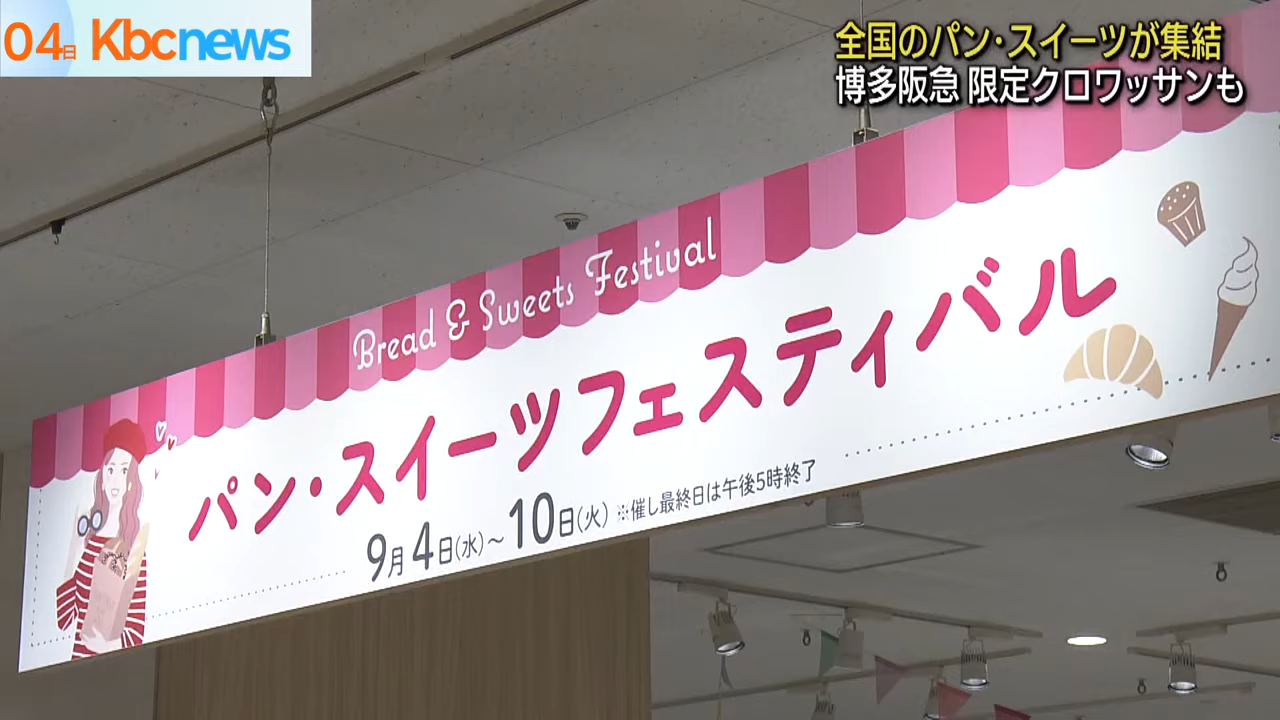 04日 Kbcnews
全国のパン・スイーツが集結
博多阪急 限定クロワッサンも
Bread & Sweets Festival
パン・スイーツフェスティバル
9月4日(水)～10日(火) ※催し最終日は午後5時終了